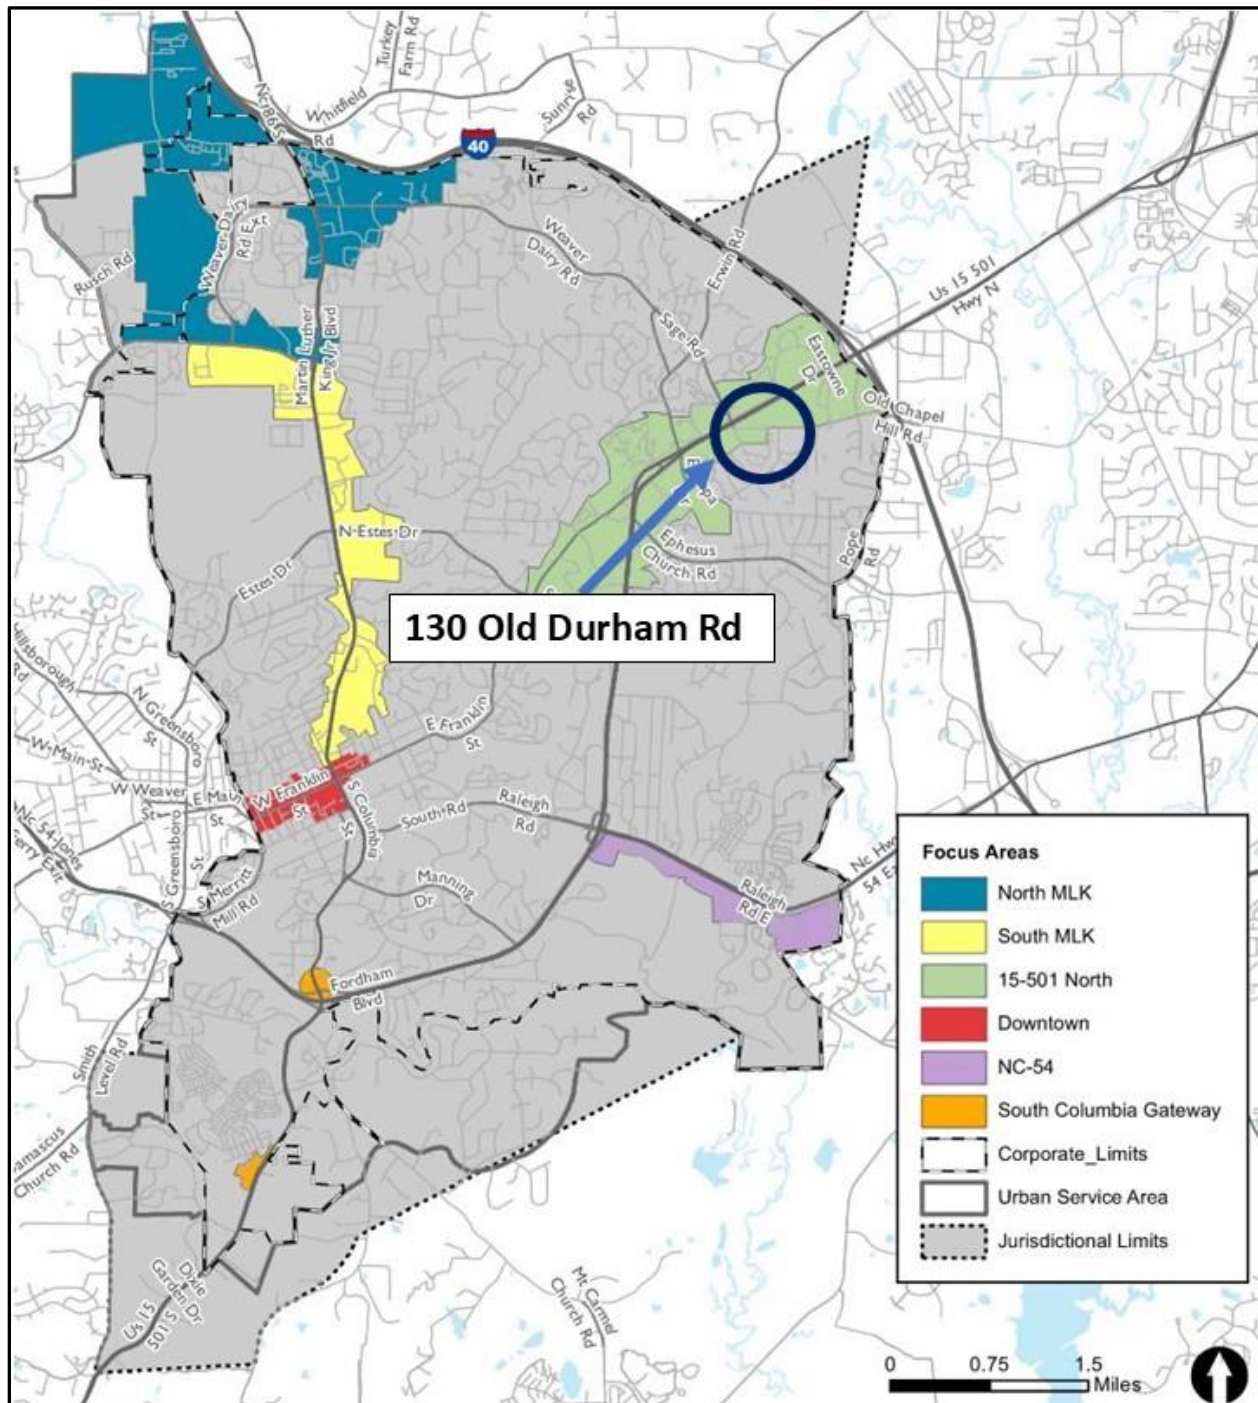 Turkey
Farm Rd
Whitfield
Rd
Nc 86 S
Sunrise
Rd
40
Weaver Dairy
Rd Ext
Rusch Rd
Weaver
Dairy Rd
Erwin Rd
Us 15 501
Hwy N
Sage Rd
Martin Luther
King Jr Blvd
Eastowne
Dr
Old Chapel
Hill Rd
N Estes Dr
Estes Dr
Ephesus
Church Rd
Pope
Rd
130 Old Durham Rd
Hillsborough
Rd
N Greensboro
St
W Main St
W Weaver
St
E Main
St
W Franklin
St
E Franklin
St
S Columbia
St
South Rd
Raleigh
Rd
Nc 54 Jones
Ferry Exit
S Greensboro
St
S Merritt
Mill Rd
Manning
Dr
Raleigh
Rd E
Nc Hwy
54 Ea
Fordham
Blvd
Smith
Level Rd
amascus
Church Rd
Dixie
Garden Dr
Us 15
501 S
Mt Carmel
Church Rd
Focus Areas
North MLK
South MLK
15-501 North
Downtown
NC-54
South Columbia Gateway
Corporate_Limits
Urban Service Area
Jurisdictional Limits
0 0.75 1.5
Miles